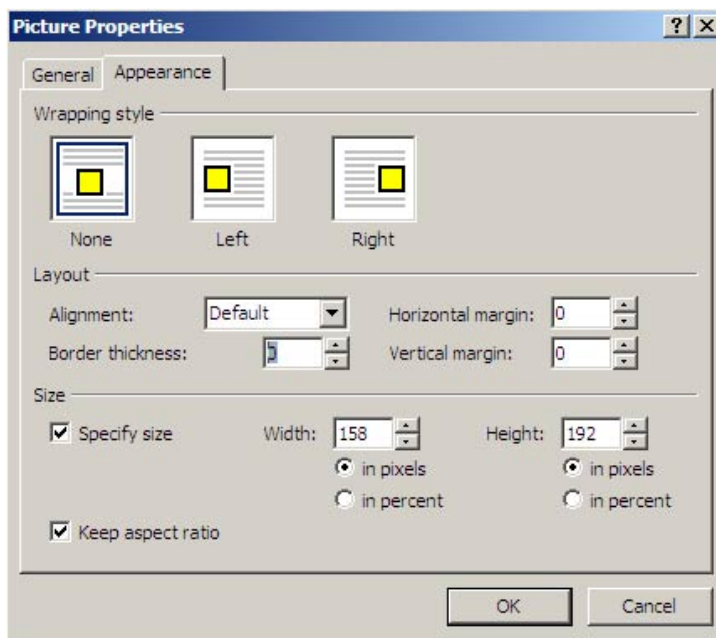 Picture Properties
General Appearance
Wrapping style
None Left Right
Layout
Alignment: Default Horizontal margin: 0
Border thickness: Vertical margin: 0
Size
Specify size Width: 158 Height: 192
in pixels in pixels
in percent in percent
Keep aspect ratio
OK Cancel